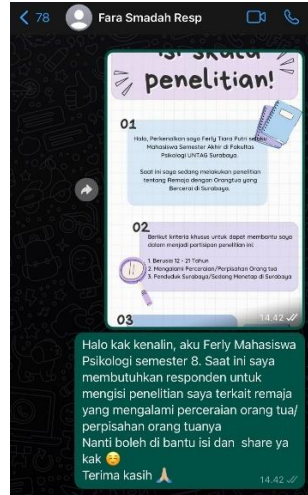 78
Fara Smadah Resp
isi skala
penelitian!
01
Halo, Perkenalkan saya Ferly Tiara Putri selaku
Mahasiswa Semester Akhir di Fakultas
Psikologi UNTAG Surabaya.
Saat ini saya sedang melakukan penelitian
tentang Remaja dengan Orangtua yang
Bercerai di Surabaya.
02
Berikut kriteria khusus untuk dapat membantu saya
dalam menjadi partisipan penelitian ini:
1. Berusia 12 - 21 Tahun
2. Mengalami Perceraian/Perpisahan Orang tua
3. Penduduk Surabaya/Sedang Menetap di Surabaya
03
14.42
Halo kak kenalin, aku Ferly Mahasiswa
Psikologi semester 8. Saat ini saya
membutuhkan responden untuk
mengisi penelitian saya terkait remaja
yang mengalami perceraian orang tua/
perpisahan orang tuanya
Nanti boleh di bantu isi dan share ya
kak 😊
Terima kasih 🙏
14.42